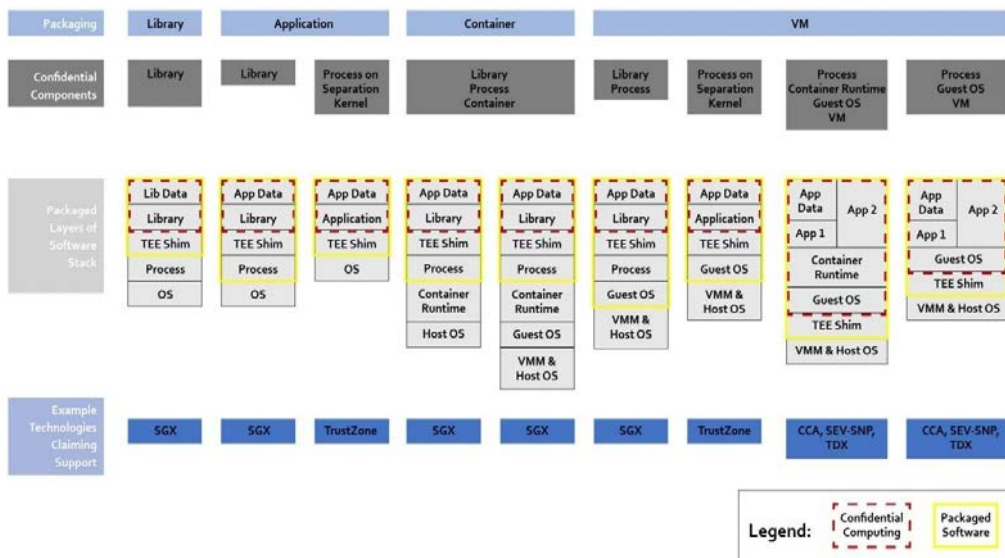 Packaging
Library
Application
Container
VM
Confidential
Components
Library
Library
Process on
Separation
Kernel
Library
Process
Container
Library
Process
Process on
Separation
Kernel
Process
Container Runtime
Guest OS
VM
Process
Guest OS
VM
Packaged
Layers of
Software
Stack
Lib Data
Library
TEE Shim
Process
OS
App Data
Library
TEE Shim
Process
OS
App Data
Application
TEE Shim
OS
App Data
Library
TEE Shim
Process
Container
Runtime
Host OS
App Data
Library
TEE Shim
Process
Container
Runtime
Guest OS
VMM &
Host OS
App Data
Library
TEE Shim
Process
Guest OS
VMM &
Host OS
App Data
Application
TEE Shim
Guest OS
VMM &
Host OS
App
Data
App 2
App 1
Container
Runtime
Guest OS
TEE Shim
VMM & Host OS
App
Data
App 2
App 1
Guest OS
TEE Shim
VMM & Host OS
Example
Technologies
Claiming
Support
SGX
SGX
TrustZone
SGX
SGX
SGX
TrustZone
CCA, SEV-SNP,
TDX
CCA, SEV-SNP,
TDX
Legend:
Confidential
Computing
Packaged
Software